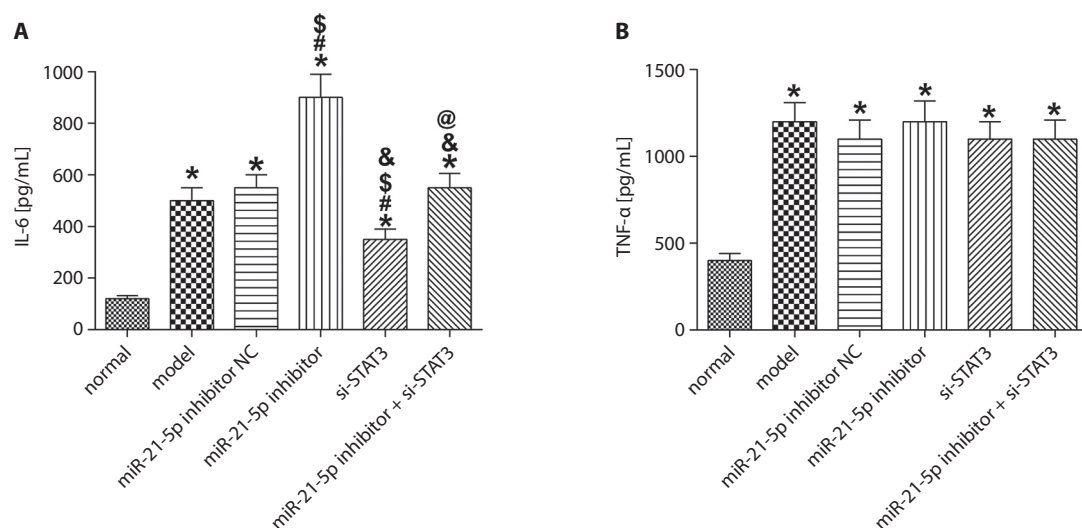 A
IL-6 [pg/mL]
1000
800
600
400
200
0
*
*
$
#
*
&
$
#
*
@
&
*
normal
model
miR-21-5p inhibitor NC
miR-21-5p inhibitor
si-STAT3
miR-21-5p inhibitor + si-STAT3
B
TNF-α [pg/mL]
1500
1000
500
0
*
*
*
*
*
normal
model
miR-21-5p inhibitor NC
miR-21-5p inhibitor
si-STAT3
miR-21-5p inhibitor + si-STAT3